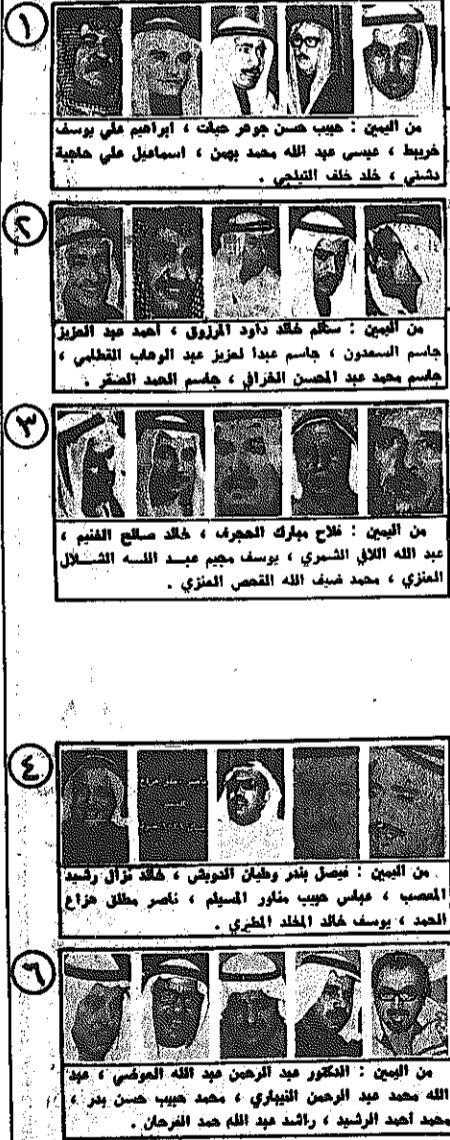 ١
من اليمين : حبيب حسن جوهر حيات ، ابراهيم علي يوسف
خريبط ، عيسى عبد الله محمد بهمن ، اسماعيل علي حاجية
دشتي ، خلد خلف التيلجي .
٢
من اليمين : سالم خالد داود المرزوق ، أحمد عبد العزيز
جاسم السعدون ، جاسم عبدا لعزيز عبد الوهاب القطامي ،
جاسم محمد عبد المحسن الخرافي ، جاسم الحمد الصقر .
٣
من اليمين : فلاح مبارك الحجرف ، خالد صالح الغنيم ،
عبد الله اللافي الشمري ، يوسف مجيم عبـد اللـــه الشـــلال
العنزي ، محمد ضيف الله القحص العنزي .
٤
من اليمين : فيصل بندر وطبان الدويش ، خالد نزال رشيد
المعصب ، عباس حبيب مناور المسيلم ، ناصر مطلق هزاع
الحمد ، يوسف خالد المخلد المطيري .
٦
من اليمين : الدكتور عبد الرحمن عبد الله العوضي ، عبد
الله محمد عبد الرحمن النيباري ، محمد حبيب حسن بدر ،
محمد أحمد الرشيد ، راشد عبد الله حمد الفرحان .